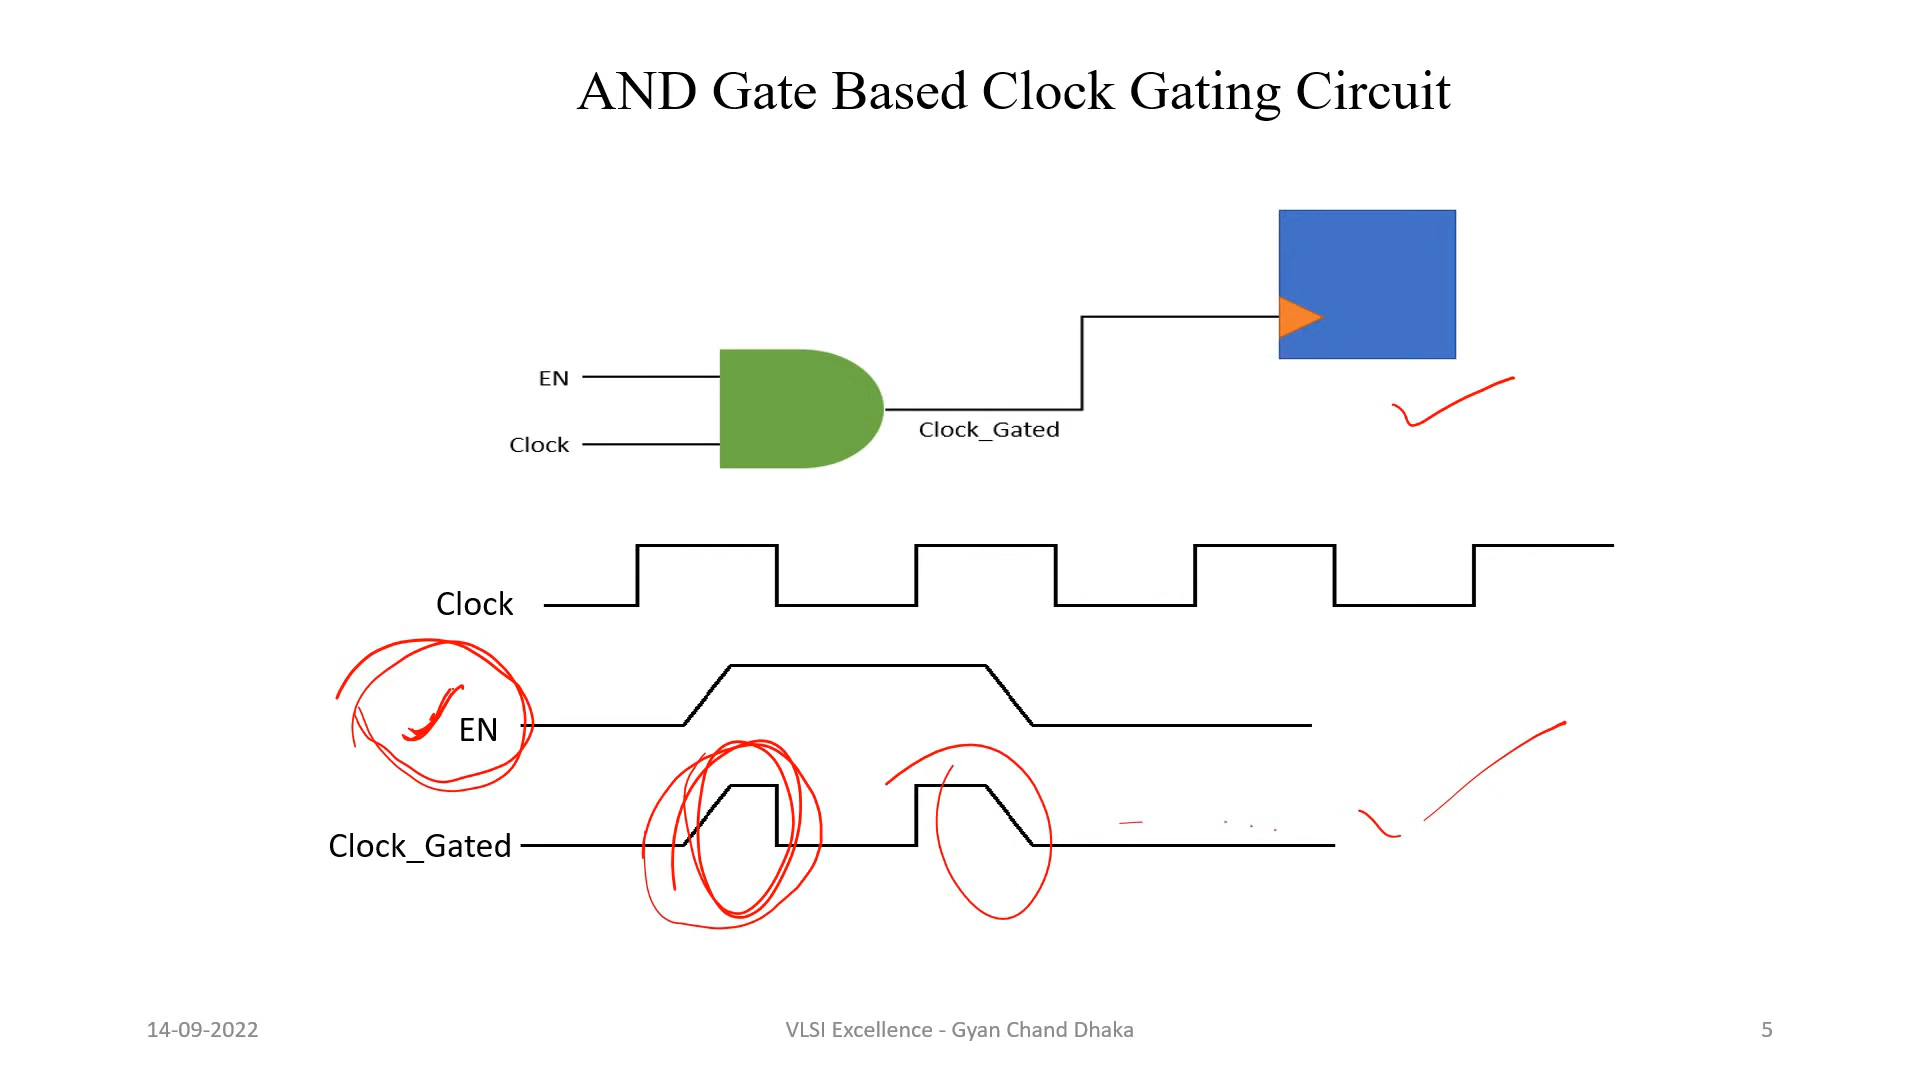 AND Gate Based Clock Gating Circuit
EN
Clock
Clock_Gated
Clock
EN
Clock_Gated
14-09-2022
VLSI Excellence - Gyan Chand Dhaka
5